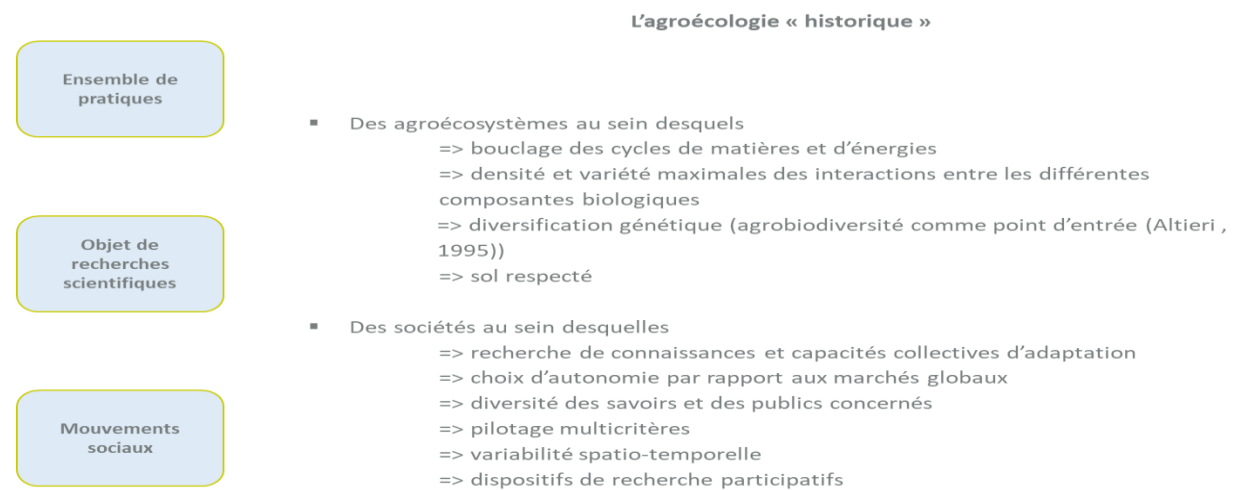 L'agroécologie « historique »
Ensemble de
pratiques
Objet de
recherches
scientifiques
Mouvements
sociaux
▪ Des agroécosystèmes au sein desquels
=> bouclage des cycles de matières et d'énergies
=> densité et variété maximales des interactions entre les différentes
composantes biologiques
=> diversification génétique (agrobiodiversité comme point d'entrée (Altieri ,
1995))
=> sol respecté
▪ Des sociétés au sein desquelles
=> recherche de connaissances et capacités collectives d'adaptation
=> choix d'autonomie par rapport aux marchés globaux
=> diversité des savoirs et des publics concernés
=> pilotage multicritères
=> variabilité spatio-temporelle
=> dispositifs de recherche participatifs